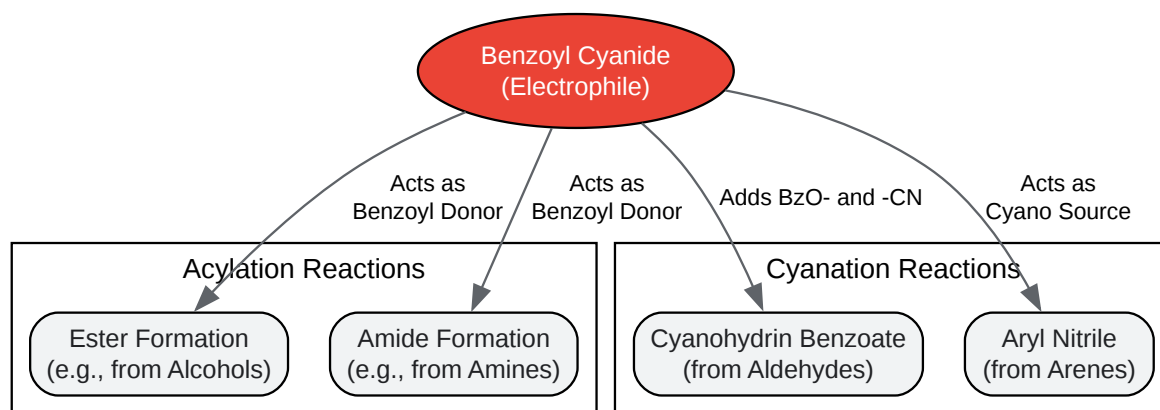 Benzoyl Cyanide
(Electrophile)
Acts as
Benzoyl Donor
Acts as
Benzoyl Donor
Adds BzO- and -CN
Acts as
Cyano Source
Acylation Reactions
Cyanation Reactions
Ester Formation
(e.g., from Alcohols)
Amide Formation
(e.g., from Amines)
Cyanohydrin Benzoate
(from Aldehydes)
Aryl Nitrile
(from Arenes)